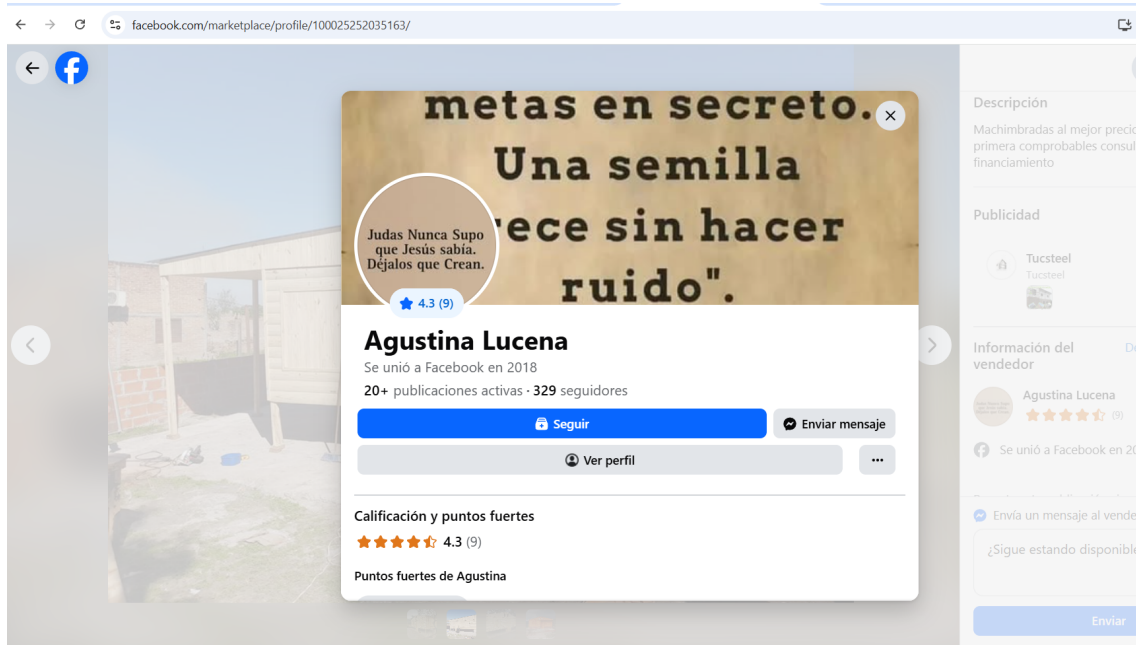 facebook.com/marketplace/profile/100025252035163/
metas en secreto.
Una semilla
ece sin hacer
ruido".
Judas Nunca Supo
que Jesús sabía.
Déjalos que Crean.
4.3 (9)
Agustina Lucena
Se unió a Facebook en 2018
20+ publicaciones activas · 329 seguidores
Seguir
Enviar mensaje
Ver perfil
Calificación y puntos fuertes
4.3 (9)
Puntos fuertes de Agustina
Descripción
Machimbradas al mejor precio
primera comprobables consul
financiamiento
Publicidad
Tucsteel
Tucsteel
Información del
vendedor
De
Agustina Lucena
(9)
Se unió a Facebook en 20
Envía un mensaje al vende
¿Sigue estando disponible
Enviar